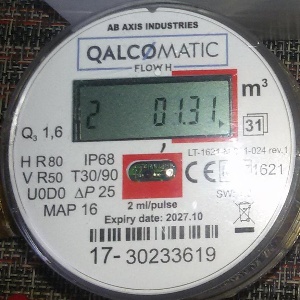 AB AXIS INDUSTRIES
QALCOMATIC
FLOW H
2 01.31
m³
31
Q₃ 1,6
H R80 IP68
V R50 T30/90
U0D0 ΔP 25
MAP 16
CE
1621
2 ml/pulse
Expiry date: 2027.10
17- 30233619